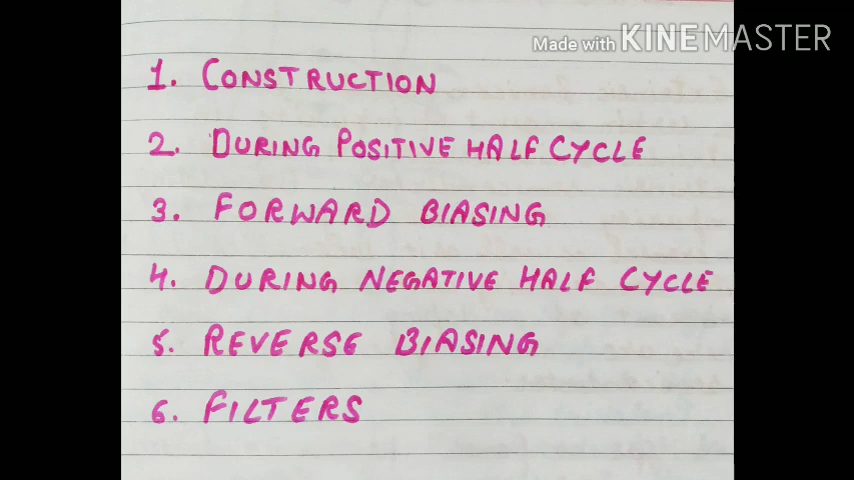 Made with KINEMASTER
1. CONSTRUCTION
2. DURING POSITIVE HALF CYCLE
3. FORWARD BIASING
4. DURING NEGATIVE HALF CYCLE
5. REVERSE BIASING
6. FILTERS